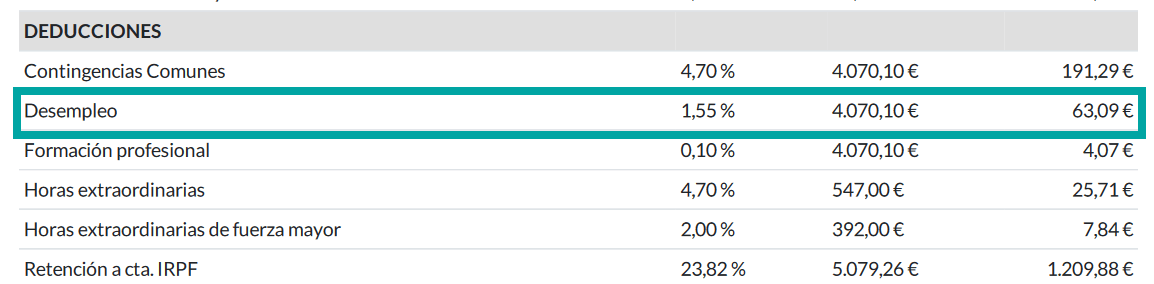 DEDUCCIONES
Contingencias Comunes 4,70 % 4.070,10 € 191,29 €
Desempleo 1,55 % 4.070,10 € 63,09 €
Formación profesional 0,10 % 4.070,10 € 4,07 €
Horas extraordinarias 4,70 % 547,00 € 25,71 €
Horas extraordinarias de fuerza mayor 2,00 % 392,00 € 7,84 €
Retención a cta. IRPF 23,82 % 5.079,26 € 1.209,88 €